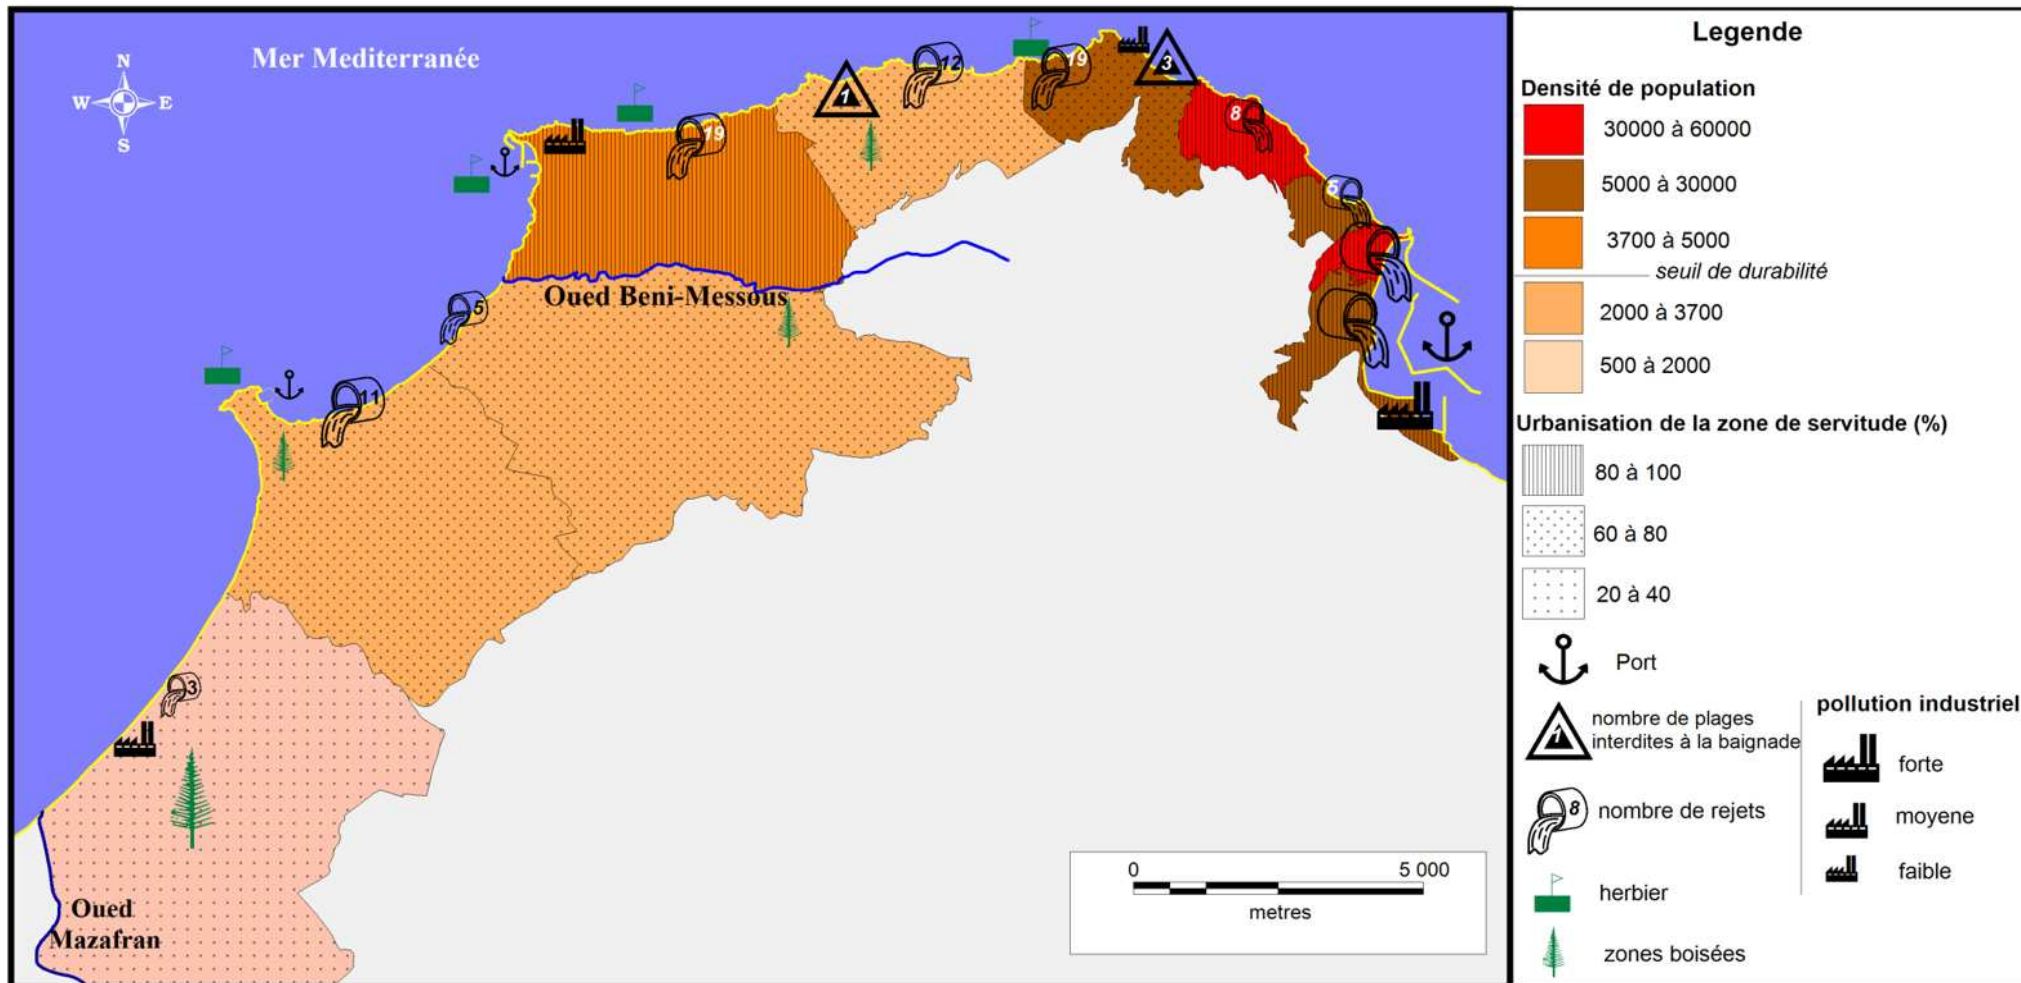 Mer Mediterranée
N
W
E
S
1
12
19
3
19
8
6
Oued Beni-Messous
5
11
3
Oued
Mazafran
0
5 000
metres
Legende
Densité de population
30000 à 60000
5000 à 30000
3700 à 5000
seuil de durabilité
2000 à 3700
500 à 2000
Urbanisation de la zone de servitude (%)
80 à 100
60 à 80
20 à 40
Port
1
nombre de plages
interdites à la baignade
8
nombre de rejets
herbier
zones boisées
pollution industriel
forte
moyene
faible